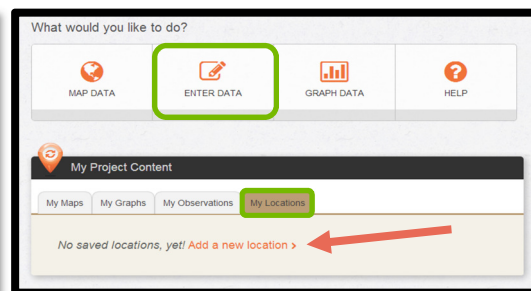 What would you like to do?
MAP DATA
ENTER DATA
GRAPH DATA
HELP
My Project Content
My Maps
My Graphs
My Observations
My Locations
No saved locations, yet! Add a new location ›